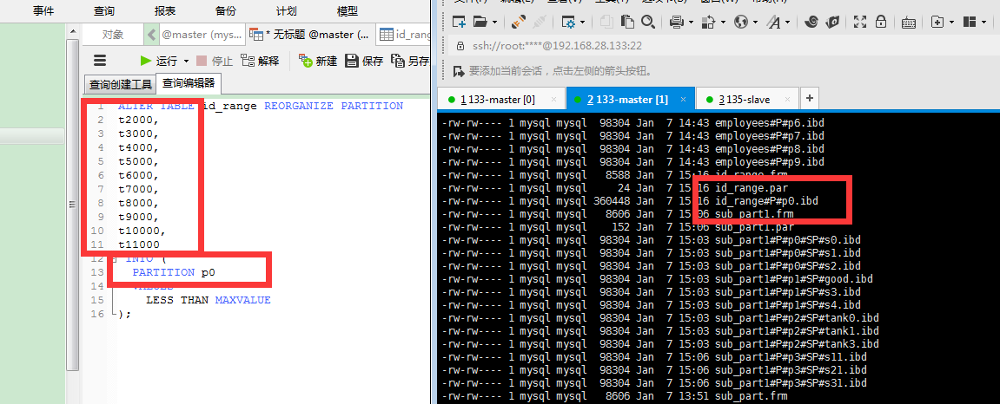 事件 查询 报表 备份 计划 模型
对象 @master (mys... * 无标题 @master (... id_ran
运行 停止 解释 新建 保存 另存
查询创建工具 查询编辑器
1 ALTER TABLE id_range REORGANIZE PARTITION
2 t2000,
3 t3000,
4 t4000,
5 t5000,
6 t6000,
7 t7000,
8 t8000,
9 t9000,
10 t10000,
11 t11000
12 INTO (
13 PARTITION p0
14 VALUES
15 LESS THAN MAXVALUE
16 );
ssh://root:****@192.168.28.133:22
要添加当前会话，点击左侧的箭头按钮。
1 133-master [0] × 2 133-master [1] × 3 135-slave × +
-rw-rw---- 1 mysql mysql 98304 Jan 7 14:43 employees#P#p6.ibd
-rw-rw---- 1 mysql mysql 98304 Jan 7 14:43 employees#P#p7.ibd
-rw-rw---- 1 mysql mysql 98304 Jan 7 14:43 employees#P#p8.ibd
-rw-rw---- 1 mysql mysql 98304 Jan 7 14:43 employees#P#p9.ibd
-rw-rw---- 1 mysql mysql 8588 Jan 7 15:16 id_range.frm
-rw-rw---- 1 mysql mysql 24 Jan 7 15:16 id_range.par
-rw-rw---- 1 mysql mysql 360448 Jan 7 15:16 id_range#P#p0.ibd
-rw-rw---- 1 mysql mysql 8606 Jan 7 15:06 sub_part1.frm
-rw-rw---- 1 mysql mysql 152 Jan 7 15:06 sub_part1.par
-rw-rw---- 1 mysql mysql 98304 Jan 7 15:03 sub_part1#P#p0#SP#s0.ibd
-rw-rw---- 1 mysql mysql 98304 Jan 7 15:03 sub_part1#P#p0#SP#s1.ibd
-rw-rw---- 1 mysql mysql 98304 Jan 7 15:03 sub_part1#P#p0#SP#s2.ibd
-rw-rw---- 1 mysql mysql 98304 Jan 7 15:03 sub_part1#P#p1#SP#good.ibd
-rw-rw---- 1 mysql mysql 98304 Jan 7 15:03 sub_part1#P#p1#SP#s3.ibd
-rw-rw---- 1 mysql mysql 98304 Jan 7 15:03 sub_part1#P#p1#SP#s4.ibd
-rw-rw---- 1 mysql mysql 98304 Jan 7 15:03 sub_part1#P#p2#SP#tank0.ibd
-rw-rw---- 1 mysql mysql 98304 Jan 7 15:03 sub_part1#P#p2#SP#tank1.ibd
-rw-rw---- 1 mysql mysql 98304 Jan 7 15:03 sub_part1#P#p2#SP#tank3.ibd
-rw-rw---- 1 mysql mysql 98304 Jan 7 15:06 sub_part1#P#p3#SP#s11.ibd
-rw-rw---- 1 mysql mysql 98304 Jan 7 15:06 sub_part1#P#p3#SP#s21.ibd
-rw-rw---- 1 mysql mysql 98304 Jan 7 15:06 sub_part1#P#p3#SP#s31.ibd
-rw-rw---- 1 mysql mysql 8606 Jan 7 13:51 sub_part.frm